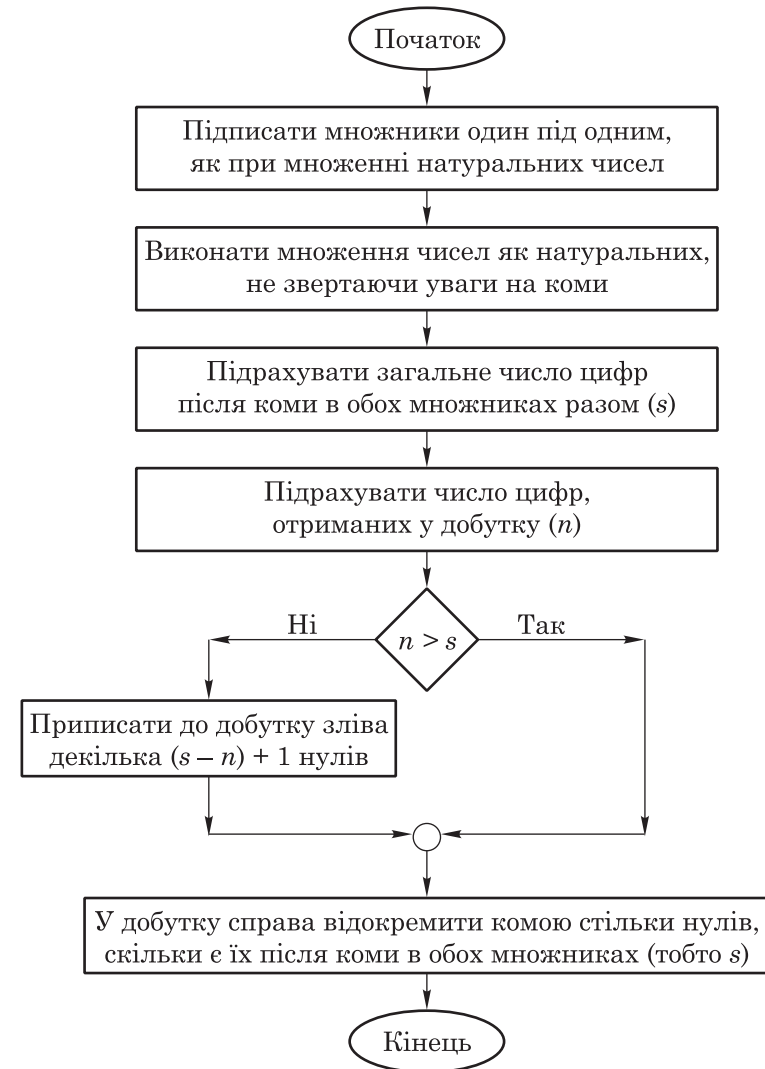 Початок
Підписати множники один під одним,
як при множенні натуральних чисел
Виконати множення чисел як натуральних,
не звертаючи уваги на коми
Підрахувати загальне число цифр
після коми в обох множниках разом (s)
Підрахувати число цифр,
отриманих у добутку (n)
Ні
n > s
Так
Приписати до добутку зліва
декілька (s – n) + 1 нулів
У добутку справа відокремити комою стільки нулів,
скільки є їх після коми в обох множниках (тобто s)
Кінець